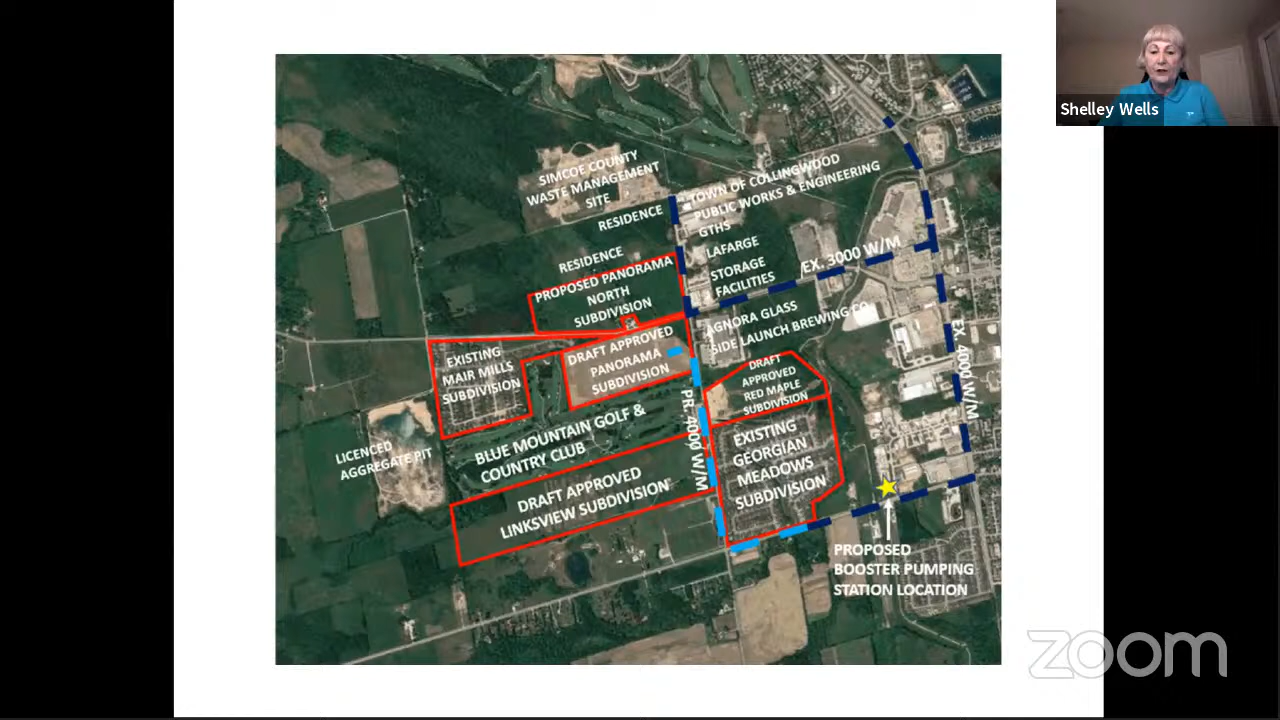 Shelley Wells
SIMCOE COUNTY
WASTE MANAGEMENT
SITE
TOWN OF COLLINGWOOD
PUBLIC WORKS & ENGINEERING
GTHS
RESIDENCE
LAFARGE
RESIDENCE
STORAGE
FACILITIES
EX. 3000 W/M
PROPOSED PANORAMA
NORTH
SUBDIVISION
AGNORA GLASS
SIDE LAUNCH BREWING CO.
EX. 4000 W/M
EXISTING
MAIR MILLS
SUBDIVISION
DRAFT APPROVED
PANORAMA
SUBDIVISION
DRAFT
APPROVED
RED MAPLE
SUBDIVISION
PR. 4000 W/M
BLUE MOUNTAIN GOLF &
COUNTRY CLUB
EXISTING
GEORGIAN
MEADOWS
SUBDIVISION
LICENCED
AGGREGATE PIT
DRAFT APPROVED
LINKSVIEW SUBDIVISION
PROPOSED
BOOSTER PUMPING
STATION LOCATION
zoom